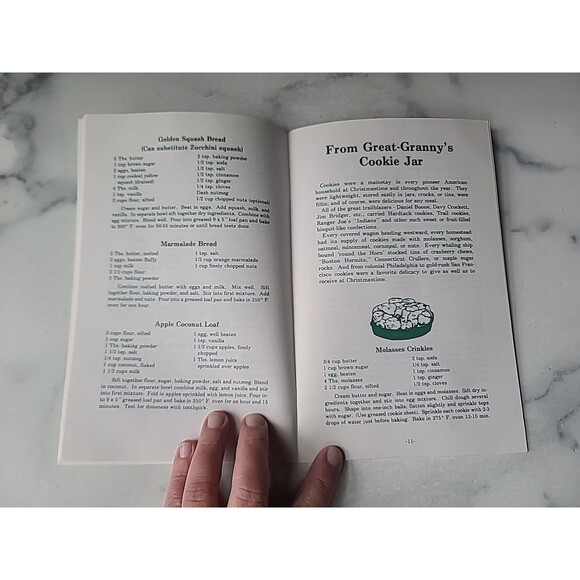 Golden Squash Bread
(Can substitute Zucchini squash)
2 Tbs. butter
1 cup brown sugar
2 eggs, beaten
1 cup cooked yellow
squash (drained)
4 Tbs. milk
1 tsp. vanilla
2 cups flour, sifted
2 tsp. baking powder
1/2 tsp. soda
1/2 tsp. salt
1 tsp. cinnamon
1/2 tsp. ginger
1/4 tsp. cloves
Dash nutmeg
1/2 cup chopped nuts (optional)
Cream sugar and butter. Beat in eggs. Add squash, milk, and
vanilla. In separate bowl sift together dry ingredients. Combine with
egg mixture, stir until well mixed. Pour into greased 9 x 5" loaf pan and bake
in 350° F. oven for 50-55 minutes or until bread tests done.
Marmalade Bread
2 Tbs. butter, melted
2 eggs, beaten fluffy
1 cup milk
2 1/2 cups flour
2 Tbs. baking powder
1 tsp. salt
1/2 cup orange marmalade
1 cup finely chopped nuts
Combine melted butter with eggs and milk. Mix well. Sift
together flour, baking powder, and salt. Stir into first mixture. Add
marmalade and nuts. Pour into a greased loaf pan and bake in 350° F.
oven for 1 hour.
Apple Coconut Loaf
3 cups flour, sifted
1 cup sugar
1 Tbs. baking powder
1 1/2 tsp. salt
1/4 tsp. nutmeg
1 cup coconut, flaked
1 1/2 cups milk
1 egg, well beaten
1 tsp. vanilla
1 1/2 cups apples, finely
chopped
1 Tbs. lemon juice
sprinkled over apples
Sift together flour, sugar, baking powder, salt and nutmeg. Blend
in coconut. In separate bowl combine milk, egg, and vanilla and stir
into first mixture. Fold in apples sprinkled with lemon juice. Pour in-
to 9 x 5" greased loaf pan and bake in 350° F. oven for an hour and 15
minutes. Test for doneness with toothpick.
From Great-Granny's
Cookie Jar
Cookies were a mainstay in every pioneer American
household at Christmastime and throughout the year. They
were lightweight, stored easily in jars, crocks, or tins, were
filling and of course, were delicious for any meal.
All of the great trailblazers - Daniel Boone, Davy Crockett,
Jim Bridger, etc., carried Hardtack cookies, Trail cookies,
Ranger Joe's "Indians" and other such sweet or fruit-filled
bisquit-like confections.
Every covered wagon heading westward, every homestead
had its supply of cookies made with molasses, sorghum,
oatmeal, mincemeat, cornmeal, or nuts. Every whaling ship
bound 'round the Horn' stocked tins of cranberry chews,
"Boston Hermits," Connecticut Crullers, or maple sugar
rocks. And from colonial Philadelphia to gold-rush San Fran-
cisco cookies were a favorite delicacy to give as well as to
receive at Christmastime.
Molasses Crinkles
3/4 cup butter
1 cup brown sugar
1 egg, beaten
4 Tbs. molasses
2 1/2 cups flour, sifted
2 tsp. soda
1/4 tsp. salt
1 tsp. cinnamon
1 tsp. ginger
1/2 tsp. cloves
Cream butter and sugar. Beat in eggs and molasses. Sift dry in-
gredients together and stir into egg mixture. Chill dough several
hours. Shape into one-inch balls, flatten slightly and sprinkle tops
with sugar. (Use greased cookie sheet). Sprinkle each cookie with 2-3
drops of water just before baking. Bake in 375° F. oven 12-15 min.
-11-